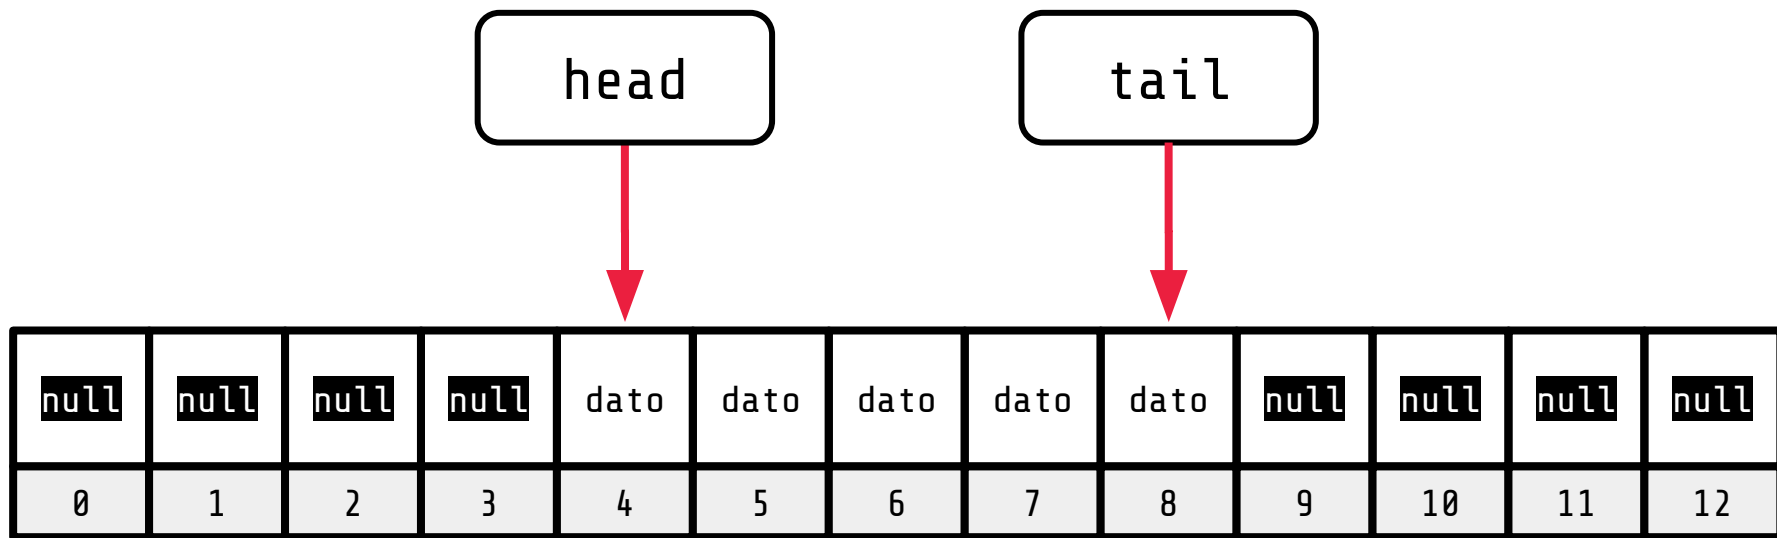 head tail
null null null null dato dato dato dato dato null null null null
0 1 2 3 4 5 6 7 8 9 10 11 12